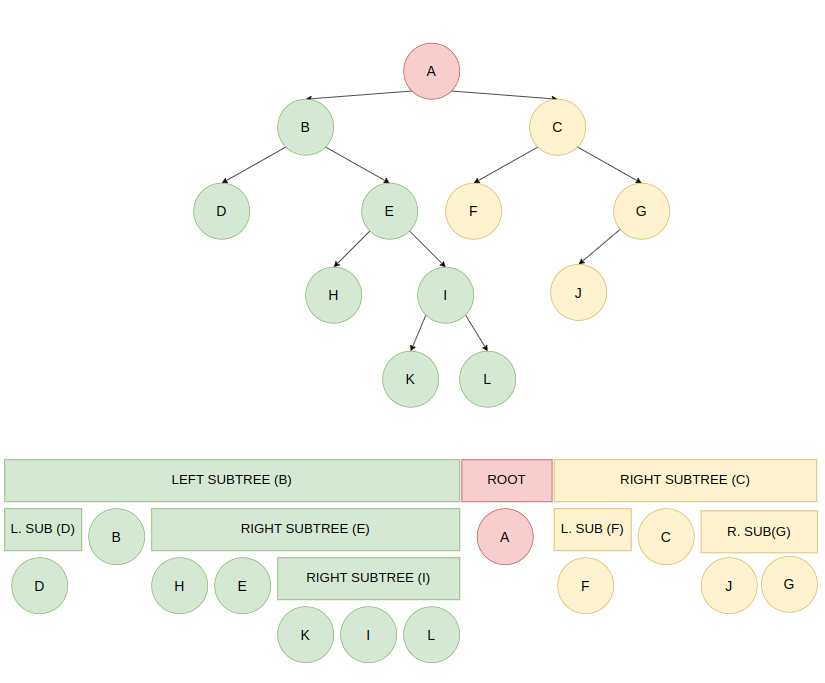 A
B C
D E F G
H I J
K L
LEFT SUBTREE (B) ROOT RIGHT SUBTREE (C)
L. SUB (D) B RIGHT SUBTREE (E) A L. SUB (F) C R. SUB(G)
D H E RIGHT SUBTREE (I) F J G
K I L